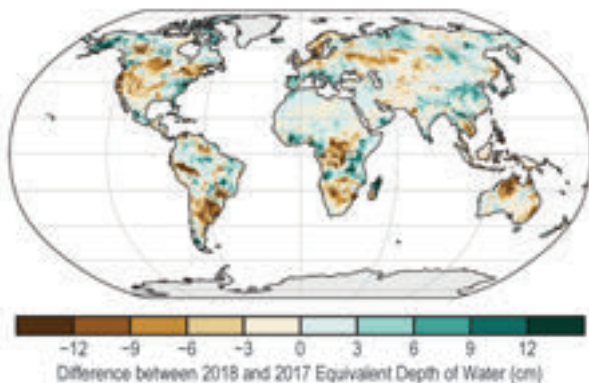 −12 −9 −6 −3 0 3 6 9 12
Difference between 2018 and 2017 Equivalent Depth of Water (cm)